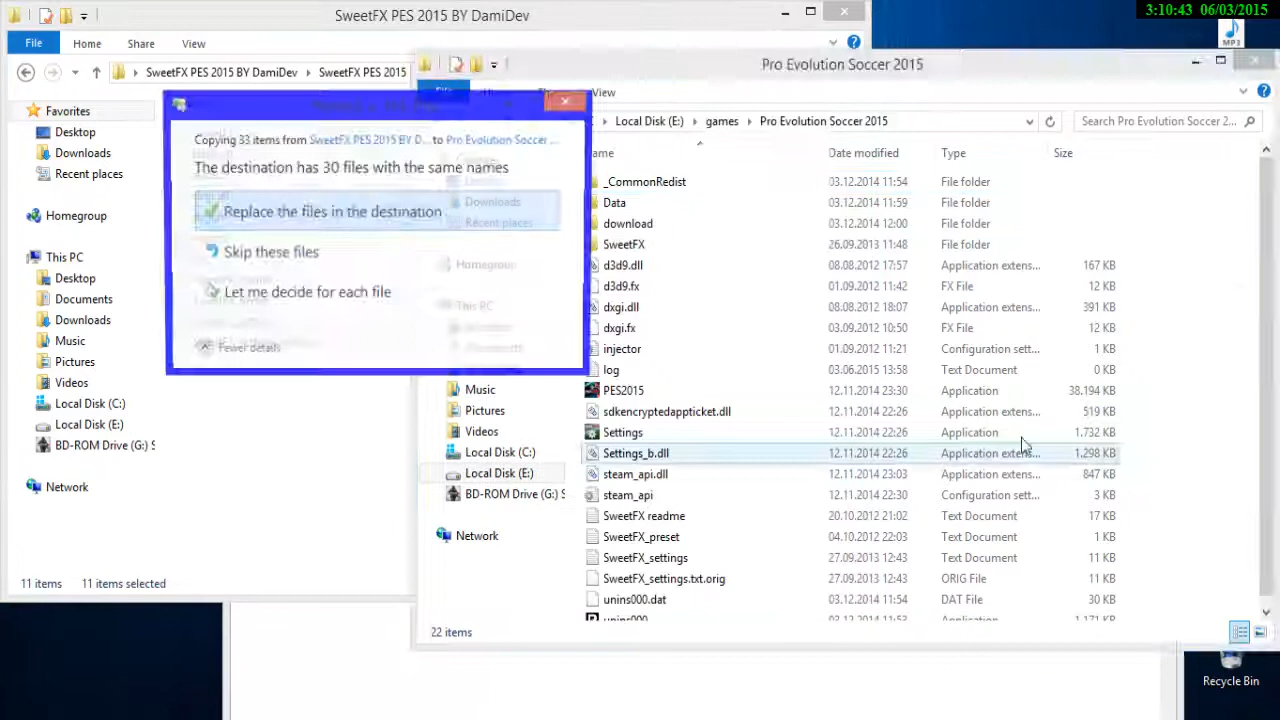 SweetFX PES 2015 BY DamiDev
3:10:43 06/03/2015
MP3
File Home Share View
SweetFX PES 2015 BY DamiDev SweetFX PES 2015
Favorites
Desktop
Downloads
Recent places
Homegroup
This PC
Desktop
Documents
Downloads
Music
Pictures
Videos
Local Disk (C:)
Local Disk (E:)
BD-ROM Drive (G:) S
Network
11 items 11 items selected
Copying 33 items from SweetFX PES 2015 BY D... to Pro Evolution Soccer ...
The destination has 30 files with the same names
Replace the files in the destination
Skip these files
Let me decide for each file
Fewer details
Pro Evolution Soccer 2015
View
Local Disk (E:) games Pro Evolution Soccer 2015
Search Pro Evolution Soccer 2...
Downloads
Recent places
Homegroup
This PC
Music
Pictures
Videos
Local Disk (C:)
Local Disk (E:)
BD-ROM Drive (G:) S
Network
ame Date modified Type Size
_CommonRedist 03.12.2014 11:54 File folder
Data 03.12.2014 11:59 File folder
download 03.12.2014 12:00 File folder
SweetFX 26.09.2013 11:48 File folder
d3d9.dll 08.08.2012 17:57 Application extens... 167 KB
d3d9.fx 01.09.2012 11:42 FX File 12 KB
dxgi.dll 08.08.2012 18:07 Application extens... 391 KB
dxgi.fx 03.09.2012 10:50 FX File 12 KB
injector 01.09.2012 11:21 Configuration sett... 1 KB
log 03.06.2015 13:58 Text Document 0 KB
PES2015 12.11.2014 23:30 Application 38.194 KB
sdkencryptedappticket.dll 12.11.2014 22:26 Application extens... 519 KB
Settings 12.11.2014 22:26 Application 1.732 KB
Settings_b.dll 12.11.2014 22:26 Application extens... 1.298 KB
steam_api.dll 12.11.2014 23:03 Application extens... 847 KB
steam_api 12.11.2014 22:30 Configuration sett... 3 KB
SweetFX readme 20.10.2012 21:02 Text Document 17 KB
SweetFX_preset 04.10.2012 22:03 Text Document 1 KB
SweetFX_settings 27.09.2013 12:43 Text Document 11 KB
SweetFX_settings.txt.orig 27.09.2013 12:43 ORIG File 11 KB
unins000.dat 03.12.2014 11:54 DAT File 30 KB
unins000 03.12.2014 11:53 Application 1.171 KB
22 items
Recycle Bin